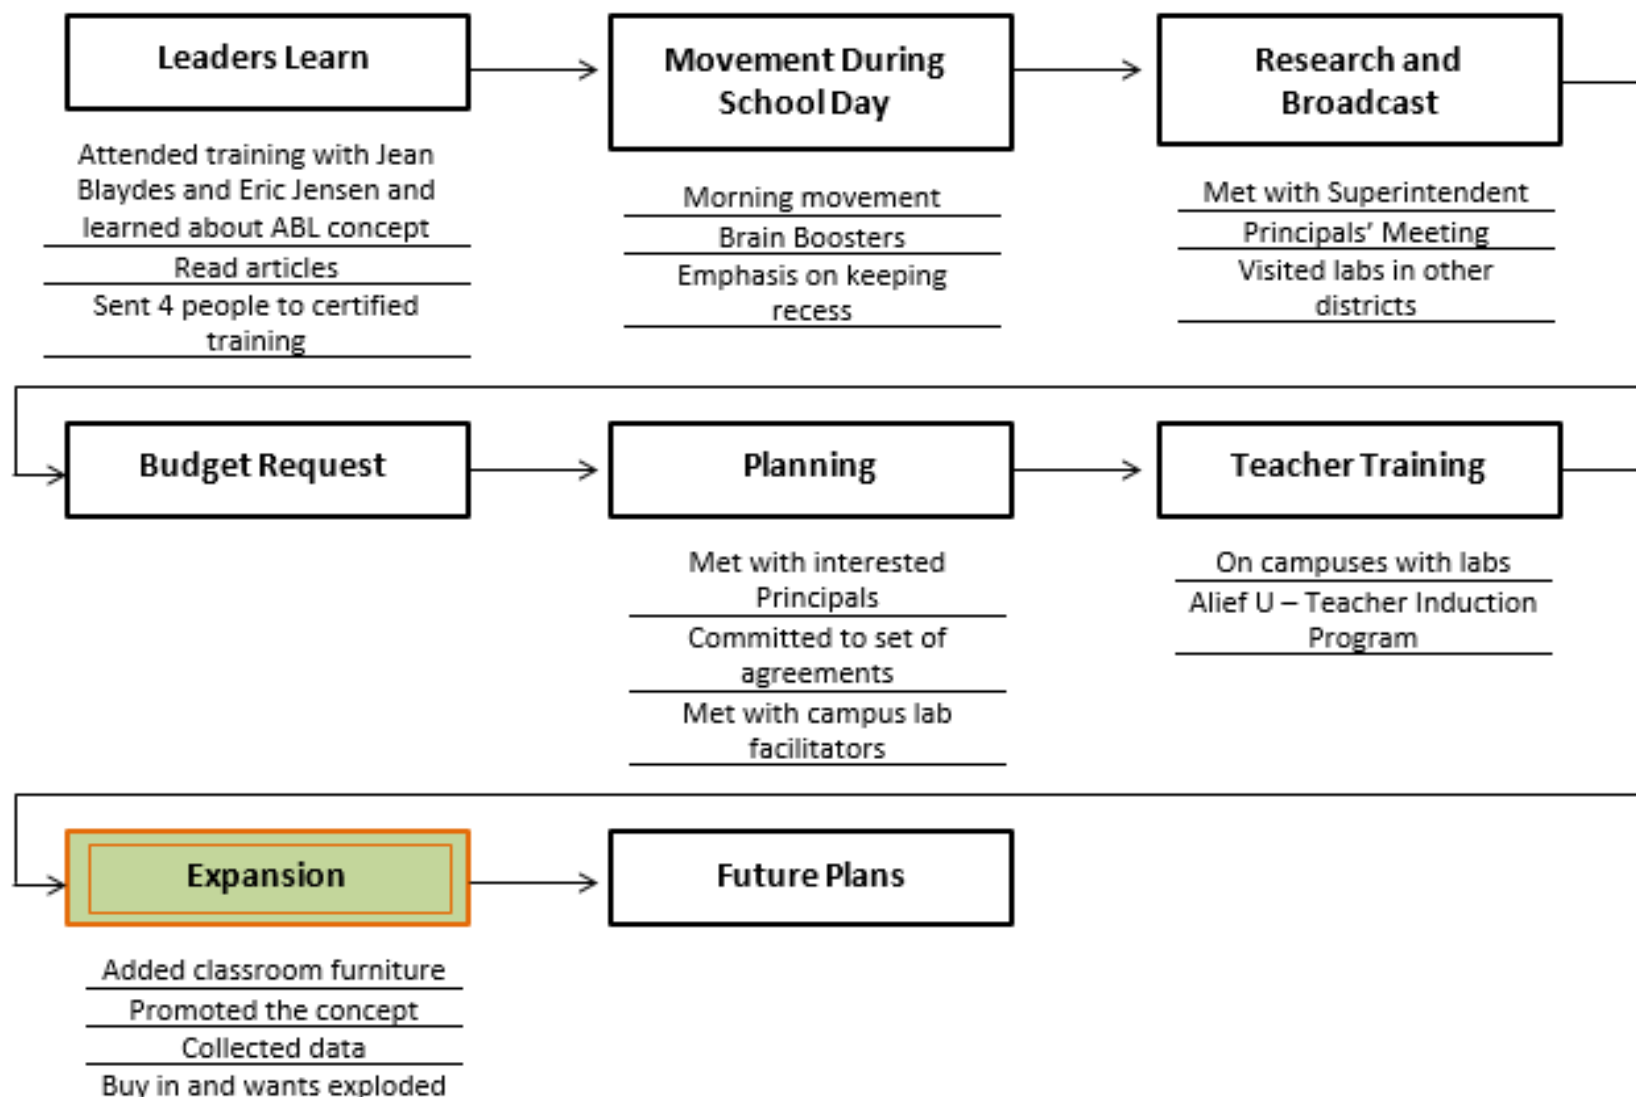 Leaders Learn
Attended training with Jean
Blaydes and Eric Jensen and
learned about ABL concept
Read articles
Sent 4 people to certified
training
Movement During
School Day
Morning movement
Brain Boosters
Emphasis on keeping
recess
Research and
Broadcast
Met with Superintendent
Principals’ Meeting
Visited labs in other
districts
Budget Request
Planning
Met with interested
Principals
Committed to set of
agreements
Met with campus lab
facilitators
Teacher Training
On campuses with labs
Alief U – Teacher Induction
Program
Expansion
Added classroom furniture
Promoted the concept
Collected data
Buy in and wants exploded
Future Plans